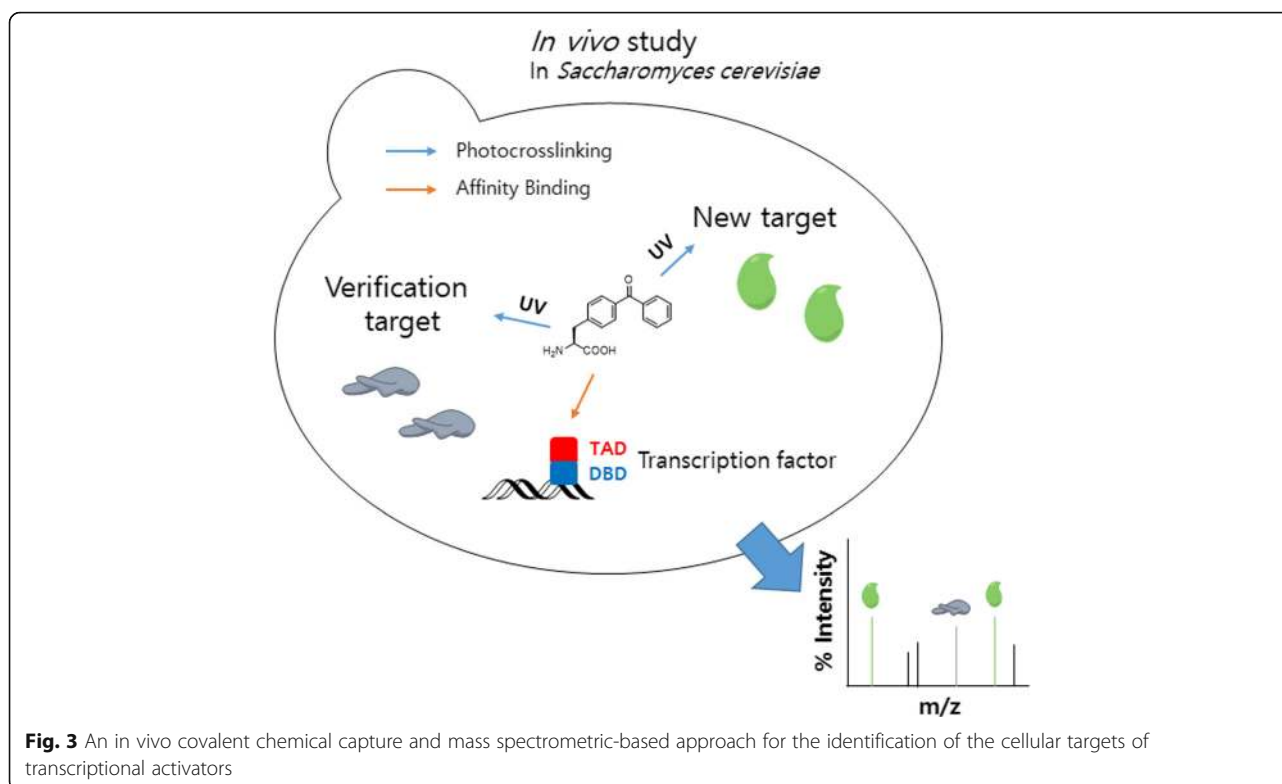 In vivo study
In Saccharomyces cerevisiae
Photocrosslinking
Affinity Binding
New target
UV
Verification
target
UV
O
H₂N
COOH
TAD
DBD
Transcription factor
% Intensity
m/z
Fig. 3 An in vivo covalent chemical capture and mass spectrometric-based approach for the identification of the cellular targets of
transcriptional activators